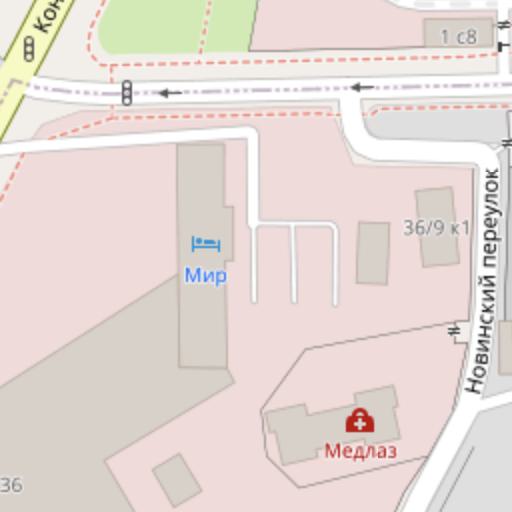 Кон
1 с8
36/9 к1
Мир
Новинский переулок
Медлаз
36